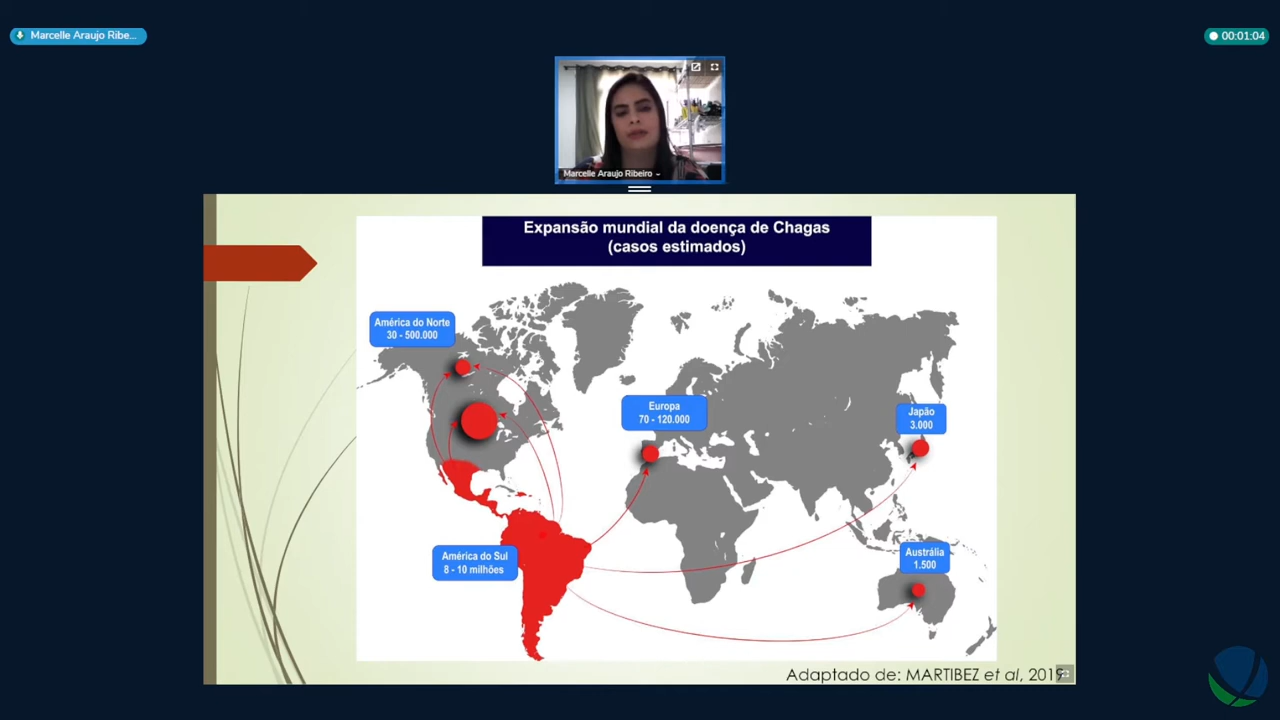 Marcelle Araujo Ribe...
00:01:04
Marcelle Araujo Ribeiro
Expansão mundial da doença de Chagas
(casos estimados)
América do Norte
30 - 500.000
Europa
70 - 120.000
Japão
3.000
América do Sul
8 - 10 milhões
Austrália
1.500
Adaptado de: MARTIBEZ et al, 2019